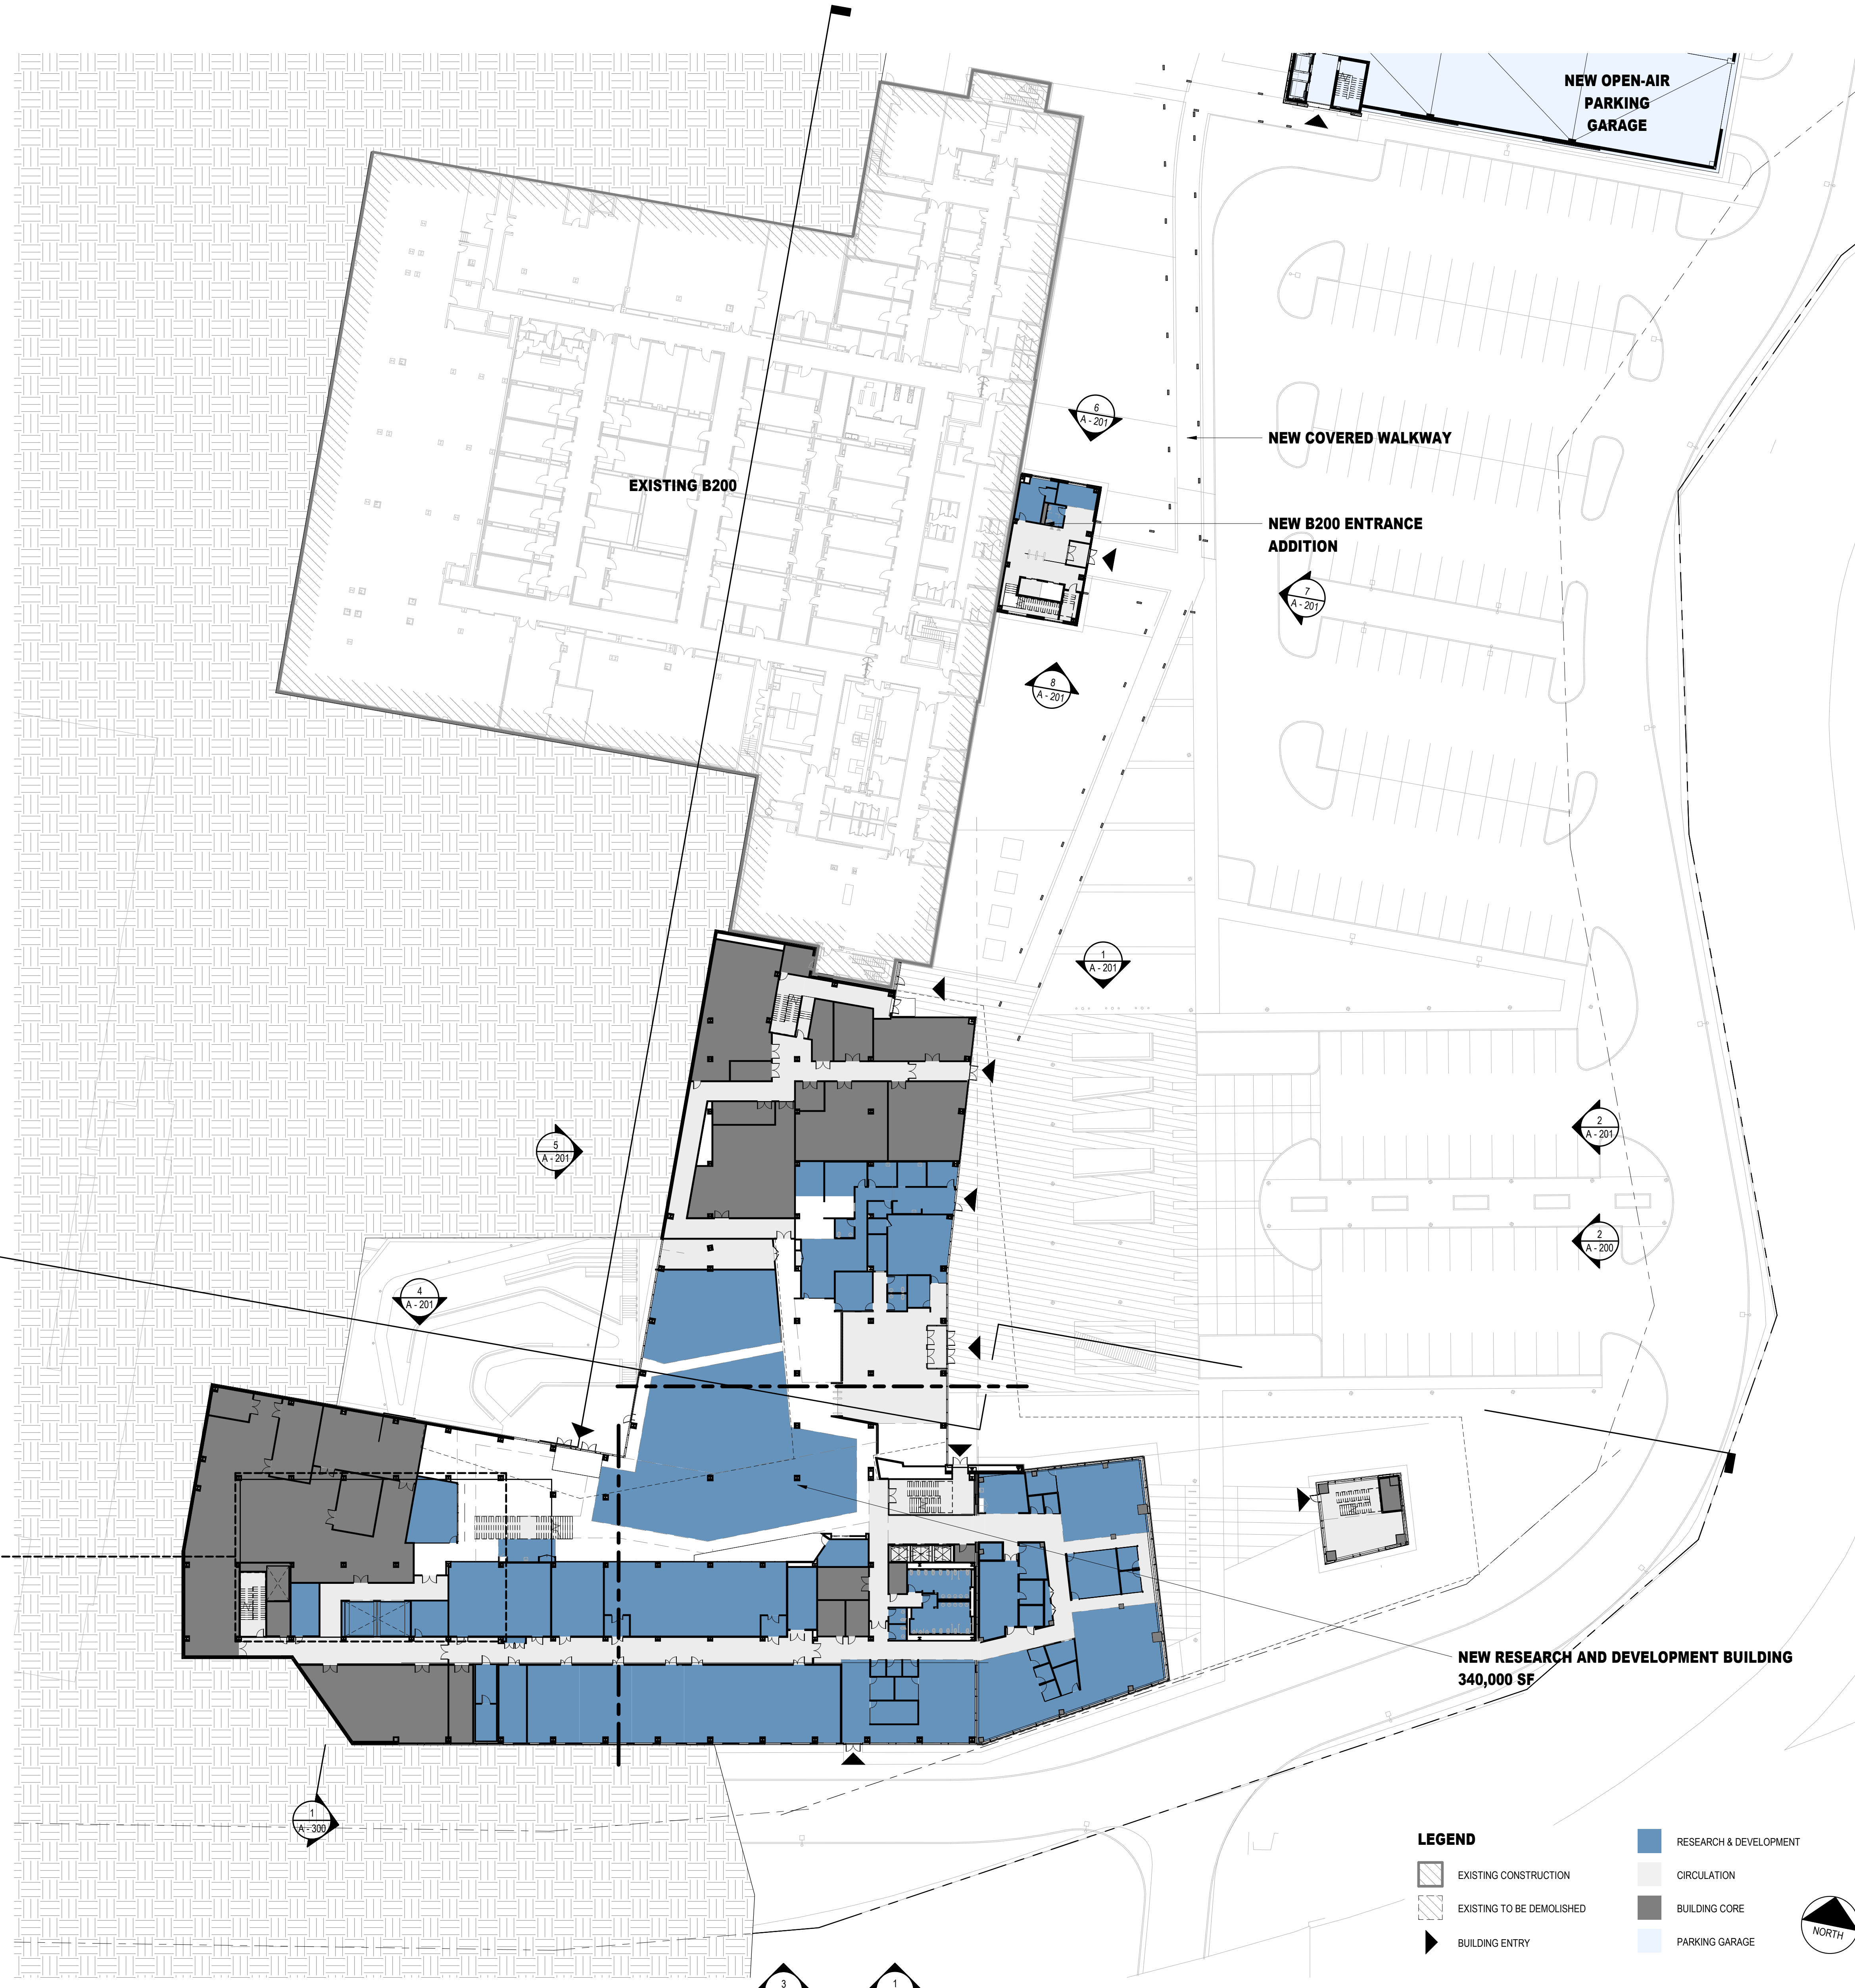 NEW OPEN-AIR
PARKING
GARAGE
6
A - 201
NEW COVERED WALKWAY
EXISTING B200
NEW B200 ENTRANCE
ADDITION
7
A - 201
8
A - 201
1
A - 201
2
A - 201
5
A - 201
2
A - 200
4
A - 201
NEW RESEARCH AND DEVELOPMENT BUILDING
340,000 SF
1
A - 300
LEGEND
EXISTING CONSTRUCTION
EXISTING TO BE DEMOLISHED
BUILDING ENTRY
RESEARCH & DEVELOPMENT
CIRCULATION
BUILDING CORE
PARKING GARAGE
NORTH
3
1